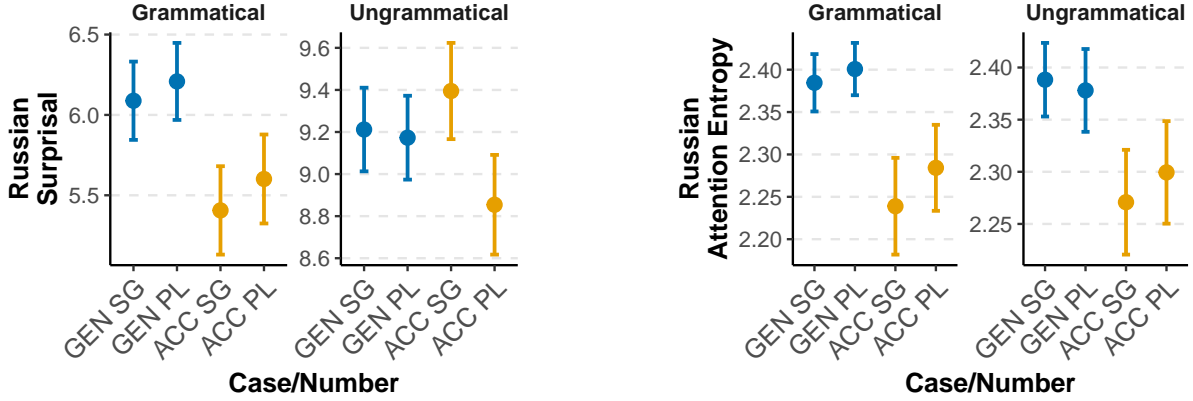 Grammatical Ungrammatical
Russian
Surprisal
6.5
6.0
5.5
9.6
9.4
9.2
9.0
8.8
8.6
GEN SG GEN PL ACC SG ACC PL
GEN SG GEN PL ACC SG ACC PL
Case/Number
Grammatical Ungrammatical
Russian
Attention Entropy
2.40
2.35
2.30
2.25
2.20
2.40
2.35
2.30
2.25
GEN SG GEN PL ACC SG ACC PL
GEN SG GEN PL ACC SG ACC PL
Case/Number